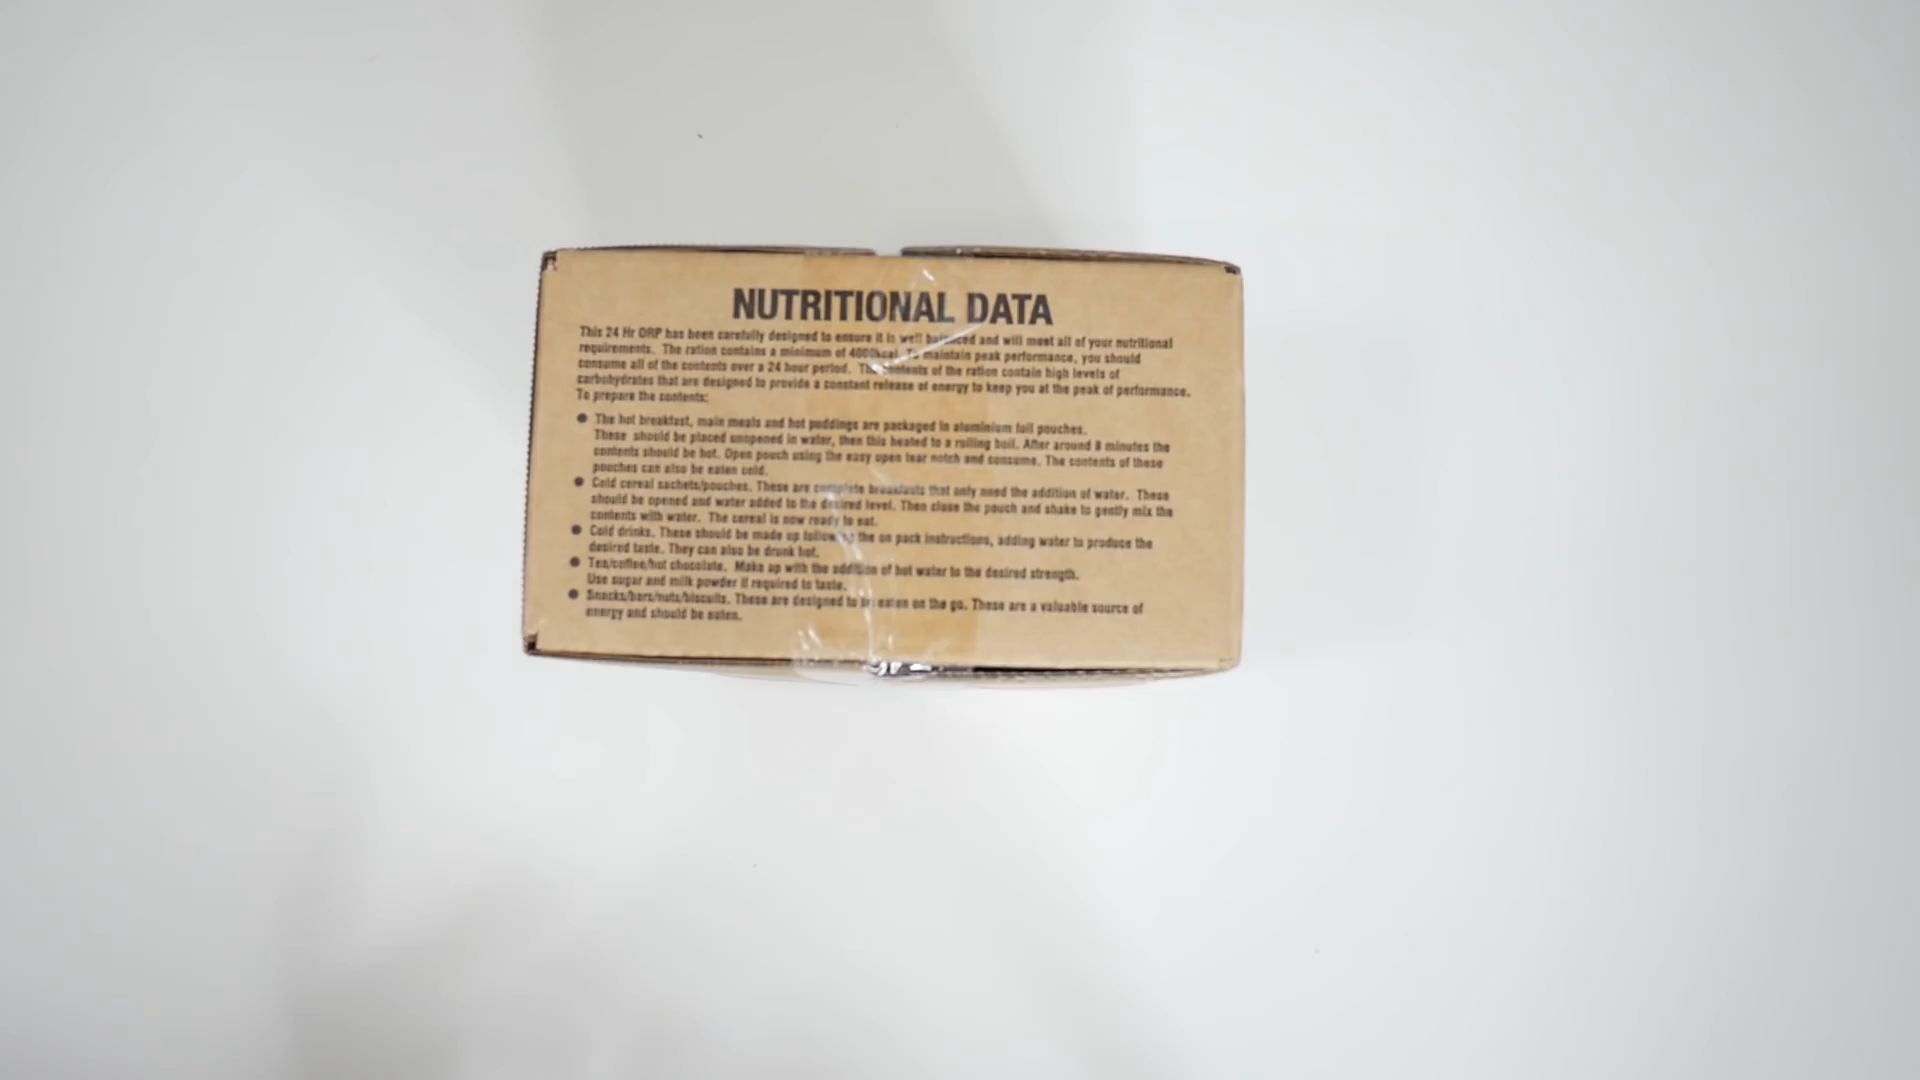 NUTRITIONAL DATA
This 24 Hr ORP has been carefully designed to ensure it is well balanced and will meet all of your nutritional
requirements. The ration contains a minimum of 4000kcal. To maintain peak performance, you should
consume all of the contents over a 24 hour period. The contents of the ration contain high levels of
carbohydrates that are designed to provide a constant release of energy to keep you at the peak of performance.
To prepare the contents:
● The hot breakfast, main meals and hot puddings are packaged in aluminium foil pouches.
These should be placed unopened in water, then this heated to a rolling boil. After around 8 minutes the
contents should be hot. Open pouch using the easy open tear notch and consume. The contents of these
pouches can also be eaten cold.
● Cold cereal sachets/pouches. These are complete breakfasts that only need the addition of water. These
should be opened and water added to the desired level. Then close the pouch and shake to gently mix the
contents with water. The cereal is now ready to eat.
● Cold drinks. These should be made up following the on pack instructions, adding water to produce the
desired taste. They can also be drunk hot.
● Tea/coffee/hot chocolate. Make up with the addition of hot water to the desired strength.
Use sugar and milk powder if required to taste.
● Snacks/bars/nuts/biscuits. These are designed to be eaten on the go. These are a valuable source of
energy and should be eaten.